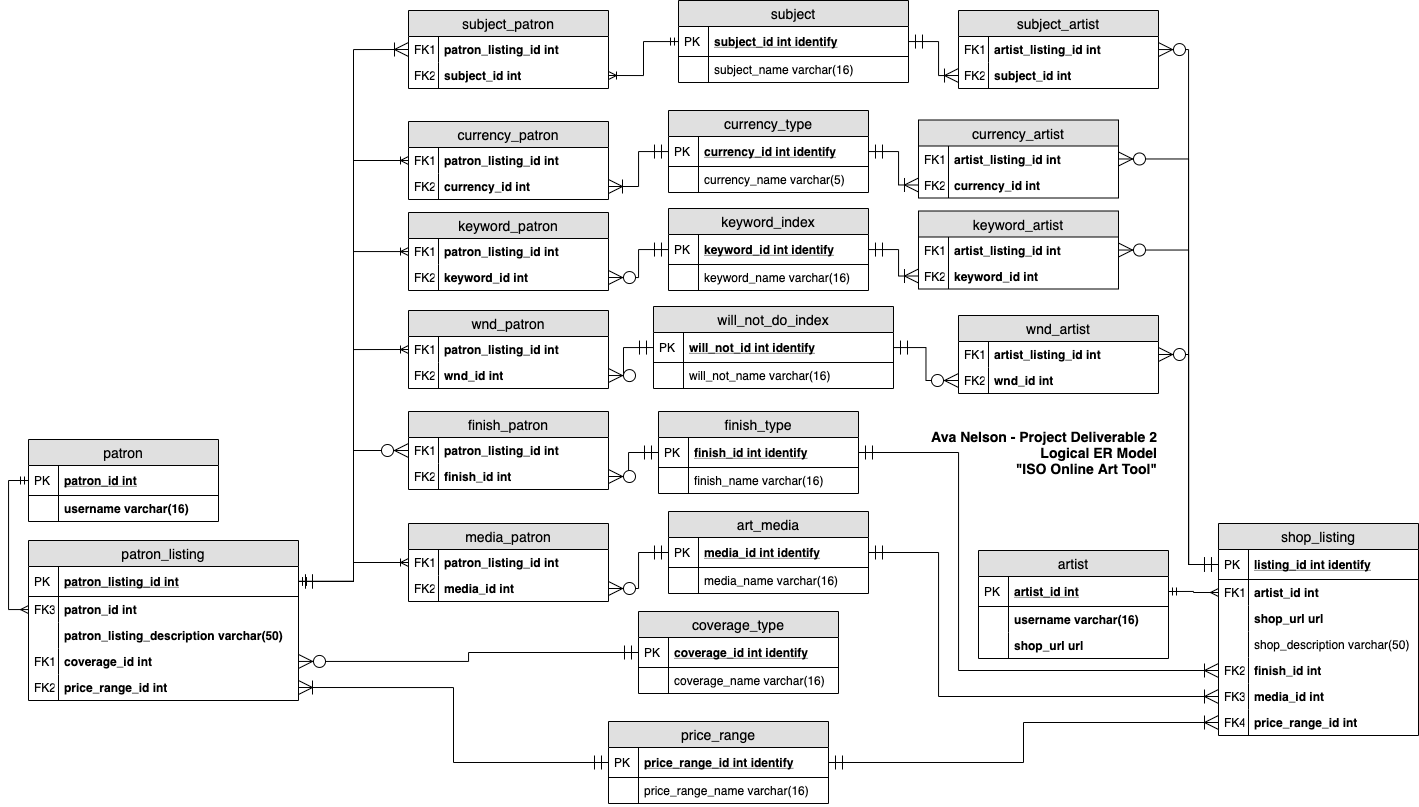 subject_patron
FK1 patron_listing_id int
FK2 subject_id int
subject
PK subject_id int identify
subject_name varchar(16)
subject_artist
FK1 artist_listing_id int
FK2 subject_id int
currency_patron
FK1 patron_listing_id int
FK2 currency_id int
currency_type
PK currency_id int identify
currency_name varchar(5)
currency_artist
FK1 artist_listing_id int
FK2 currency_id int
keyword_patron
FK1 patron_listing_id int
FK2 keyword_id int
keyword_index
PK keyword_id int identify
keyword_name varchar(16)
keyword_artist
FK1 artist_listing_id int
FK2 keyword_id int
wnd_patron
FK1 patron_listing_id int
FK2 wnd_id int
will_not_do_index
PK will_not_id int identify
will_not_name varchar(16)
wnd_artist
FK1 artist_listing_id int
FK2 wnd_id int
finish_patron
FK1 patron_listing_id int
FK2 finish_id int
finish_type
PK finish_id int identify
finish_name varchar(16)
Ava Nelson - Project Deliverable 2
Logical ER Model
"ISO Online Art Tool"
patron
PK patron_id int
username varchar(16)
patron_listing
PK patron_listing_id int
FK3 patron_id int
patron_listing_description varchar(50)
FK1 coverage_id int
FK2 price_range_id int
media_patron
FK1 patron_listing_id int
FK2 media_id int
art_media
PK media_id int identify
media_name varchar(16)
coverage_type
PK coverage_id int identify
coverage_name varchar(16)
price_range
PK price_range_id int identify
price_range_name varchar(16)
artist
PK artist_id int
username varchar(16)
shop_url url
shop_listing
PK listing_id int identify
FK1 artist_id int
shop_url url
shop_description varchar(50)
FK2 finish_id int
FK3 media_id int
FK4 price_range_id int